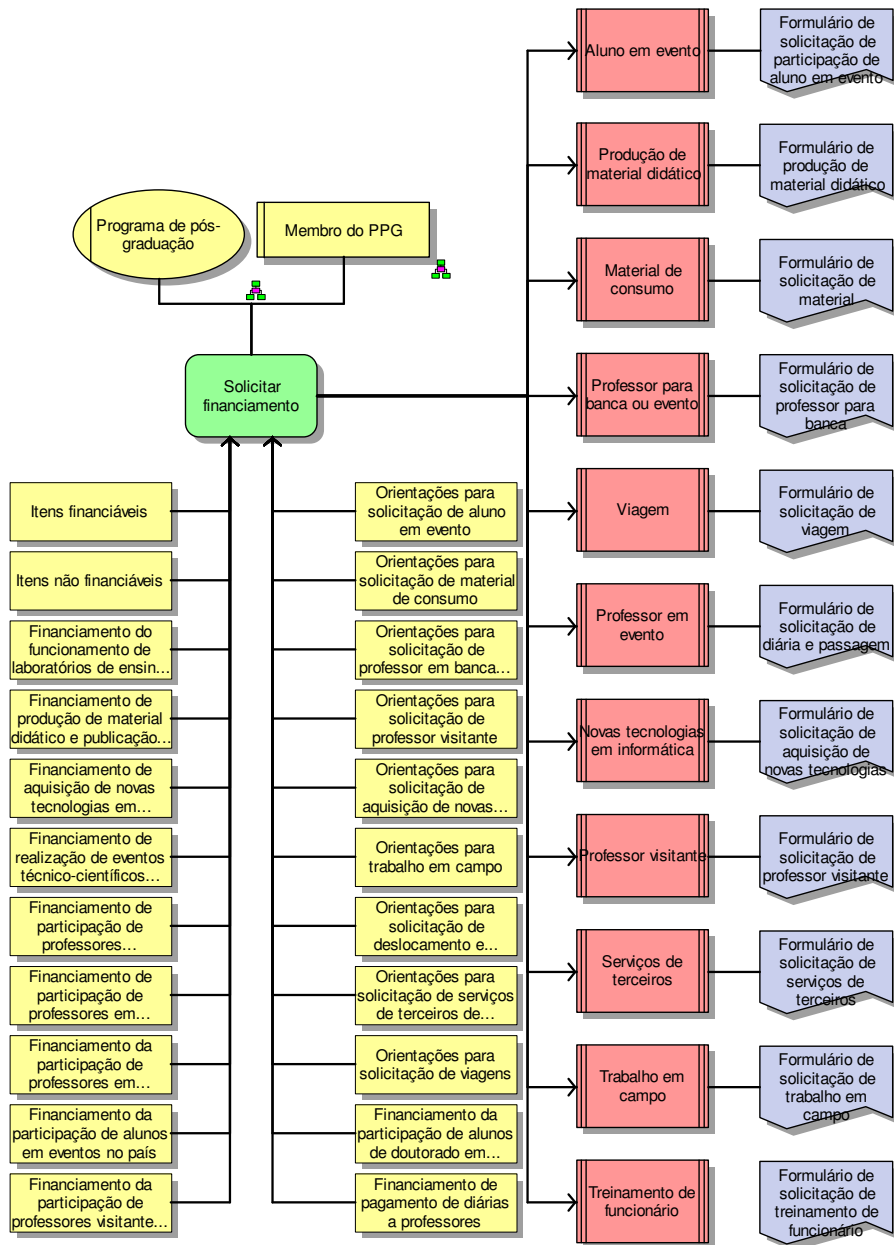 Programa de pós-
graduação
Membro do PPG
Solicitar
financiamento
Itens financiáveis
Itens não financiáveis
Financiamento do
funcionamento de
laboratórios de ensin...
Financiamento de
produção de material
didático e publicação...
Financiamento de
aquisição de novas
tecnologias em...
Financiamento de
realização de eventos
técnico-científicos...
Financiamento de
participação de
professores...
Financiamento de
participação de
professores em...
Financiamento da
participação de
professores em...
Financiamento da
participação de alunos
em eventos no país
Financiamento da
participação de
professores visitante...
Orientações para
solicitação de aluno
em evento
Orientações para
solicitação de material
de consumo
Orientações para
solicitação de
professor em banca...
Orientações para
solicitação de
professor visitante
Orientações para
solicitação de
aquisição de novas...
Orientações para
trabalho em campo
Orientações para
solicitação de
deslocamento e...
Orientações para
solicitação de serviços
de terceiros de...
Orientações para
solicitação de viagens
Financiamento da
participação de alunos
de doutorado em...
Financiamento de
pagamento de diárias
a professores
Aluno em evento
Formulário de
solicitação de
participação de
aluno em evento
Produção de
material didático
Formulário de
produção de
material didático
Material de
consumo
Formulário de
solicitação de
material
Professor para
banca ou evento
Formulário de
solicitação de
professor para
banca
Viagem
Formulário de
solicitação de
viagem
Professor em
evento
Formulário de
solicitação de
diária e passagem
Novas tecnologias
em informática
Formulário de
solicitação de
aquisição de
novas tecnologias
Professor visitante
Formulário de
solicitação de
professor visitante
Serviços de
terceiros
Formulário de
solicitação de
serviços de
terceiros
Trabalho em
campo
Formulário de
solicitação de
trabalho em
campo
Treinamento de
funcionário
Formulário de
solicitação de
treinamento de
funcionário